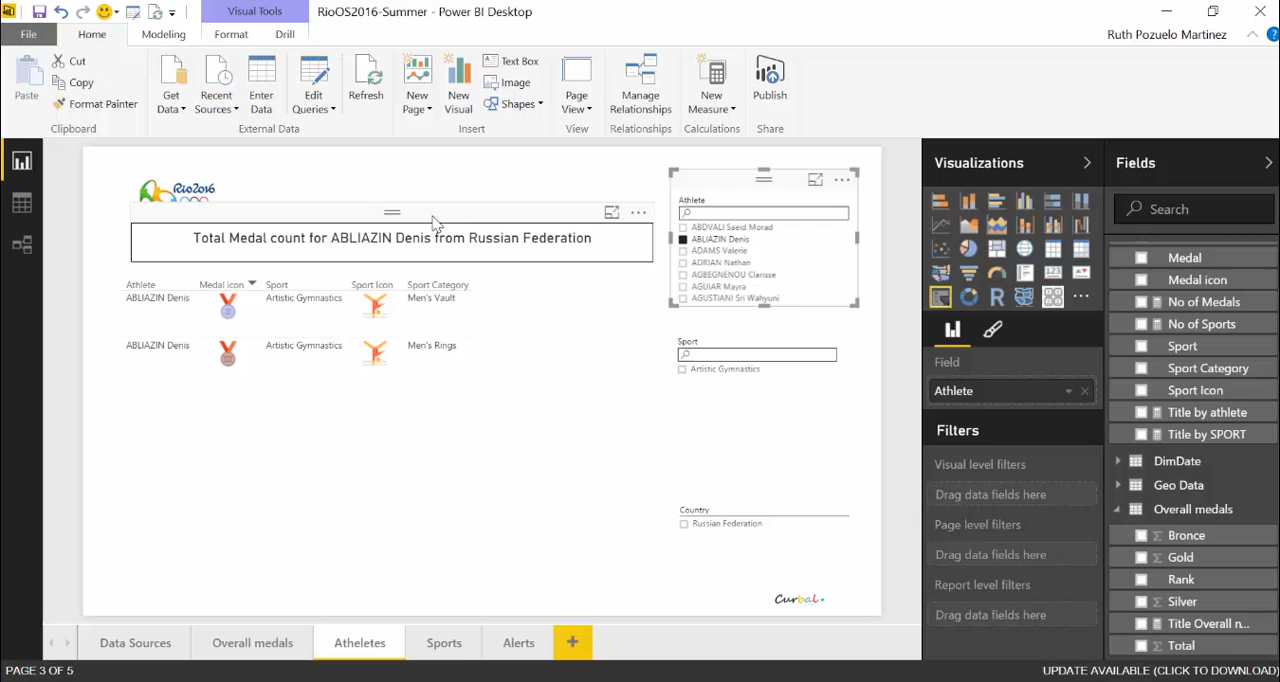 Visual Tools
RioOS2016-Summer - Power BI Desktop
File
Home
Modeling
Format
Drill
Ruth Pozuelo Martinez
?
Paste
Cut
Copy
Format Painter
Clipboard
Get Data
Recent Sources
Enter Data
Edit Queries
Refresh
External Data
New Page
New Visual
Text Box
Image
Shapes
Insert
Page View
View
Manage Relationships
Relationships
New Measure
Calculations
Publish
Share
Rio2016
Total Medal count for ABLIAZIN Denis from Russian Federation
Athlete Medal icon Sport Sport Icon Sport Category
ABLIAZIN Denis Artistic Gymnastics Men's Vault
ABLIAZIN Denis Artistic Gymnastics Men's Rings
Athlete
ABDVALI Saeid Morad
ABLIAZIN Denis
ADAMS Valerie
ADRIAN Nathan
AGBEGNENOU Clarisse
AGUIAR Mayra
AGUSTIANI Sri Wahyuni
Sport
Artistic Gymnastics
Country
Russian Federation
Curbal
Visualizations
R
123
Field
Athlete
Filters
Visual level filters
Drag data fields here
Page level filters
Drag data fields here
Report level filters
Drag data fields here
Fields
Search
Medal
Medal icon
No of Medals
No of Sports
Sport
Sport Category
Sport Icon
Title by athlete
Title by SPORT
DimDate
Geo Data
Overall medals
Bronce
Gold
Rank
Silver
Title Overall n...
Total
Data Sources
Overall medals
Atheletes
Sports
Alerts
+
PAGE 3 OF 5
UPDATE AVAILABLE (CLICK TO DOWNLOAD)